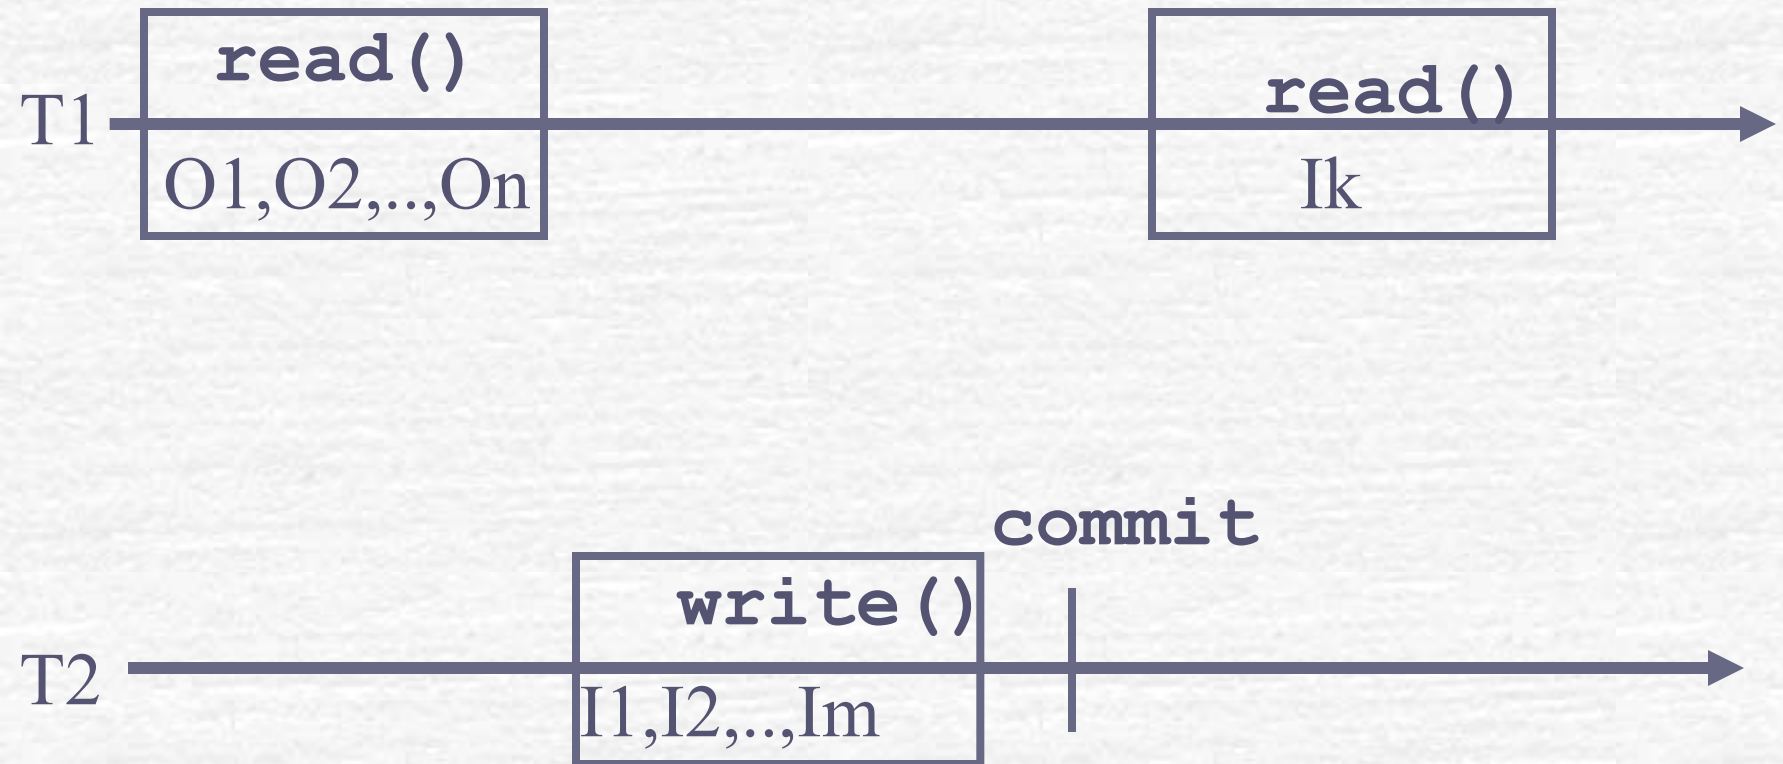 read()
T1
O1,O2,..,On
read()
Ik
commit
write()
T2
I1,I2,..,Im